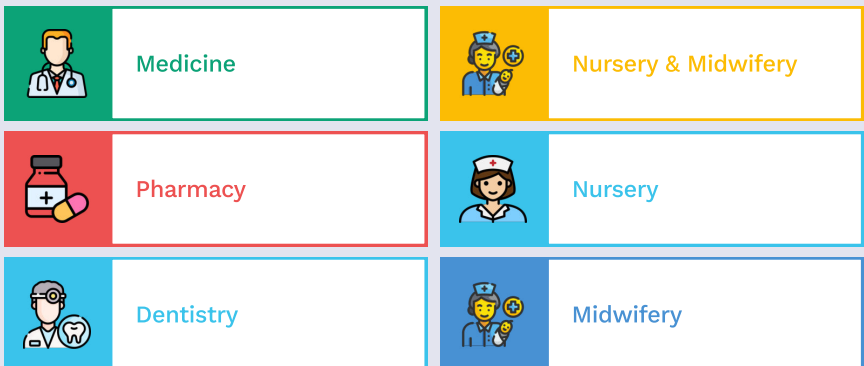 Medicine
Nursery & Midwifery
Pharmacy
Nursery
Dentistry
Midwifery